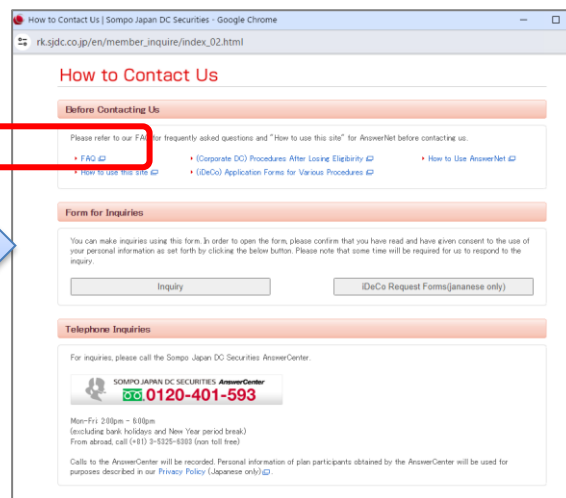 How to Contact Us | Sompo Japan DC Securities - Google Chrome
rk.sjdc.co.jp/en/member_inquire/index_02.html
How to Contact Us
Before Contacting Us
Please refer to our FAQ for frequently asked questions and "How to use this site" for AnswerNet before contacting us.
FAQ
(Corporate DC) Procedures After Losing Eligibirity
How to Use AnswerNet
How to use this site
(iDeCo) Application Forms for Various Procedures
Form for Inquiries
You can make inquiries using this form. In order to open the form, please confirm that you have read and have given consent to the use of
your personal information as set forth by clicking the below button. Please note that some time will be required for us to respond to the
inquiry.
Inquiry
iDeCo Request Forms(jananese only)
Telephone Inquiries
For inquiries, please call the Sompo Japan DC Securities AnswerCenter.
SOMPO JAPAN DC SECURITIES AnswerCenter
0120-401-593
Mon-Fri 2:00pm - 6:00pm
(excluding bank holidays and New Year period break)
From abroad, call (+81) 3-5325-6303 (non toll free)
Calls to the AnswerCenter will be recorded. Personal information of plan participants obtained by the AnswerCenter will be used for
purposes described in our Privacy Policy (Japanese only).